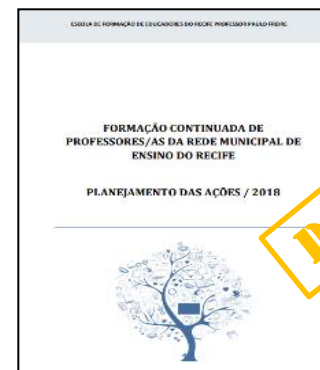 ESCOLA DE FORMAÇÃO DE EDUCADORES DO RECIFE PROFESSOR PAULO FREIRE
FORMAÇÃO CONTINUADA DE
PROFESSORES/AS DA REDE MUNICIPAL DE
ENSINO DO RECIFE
PLANEJAMENTO DAS AÇÕES / 2018